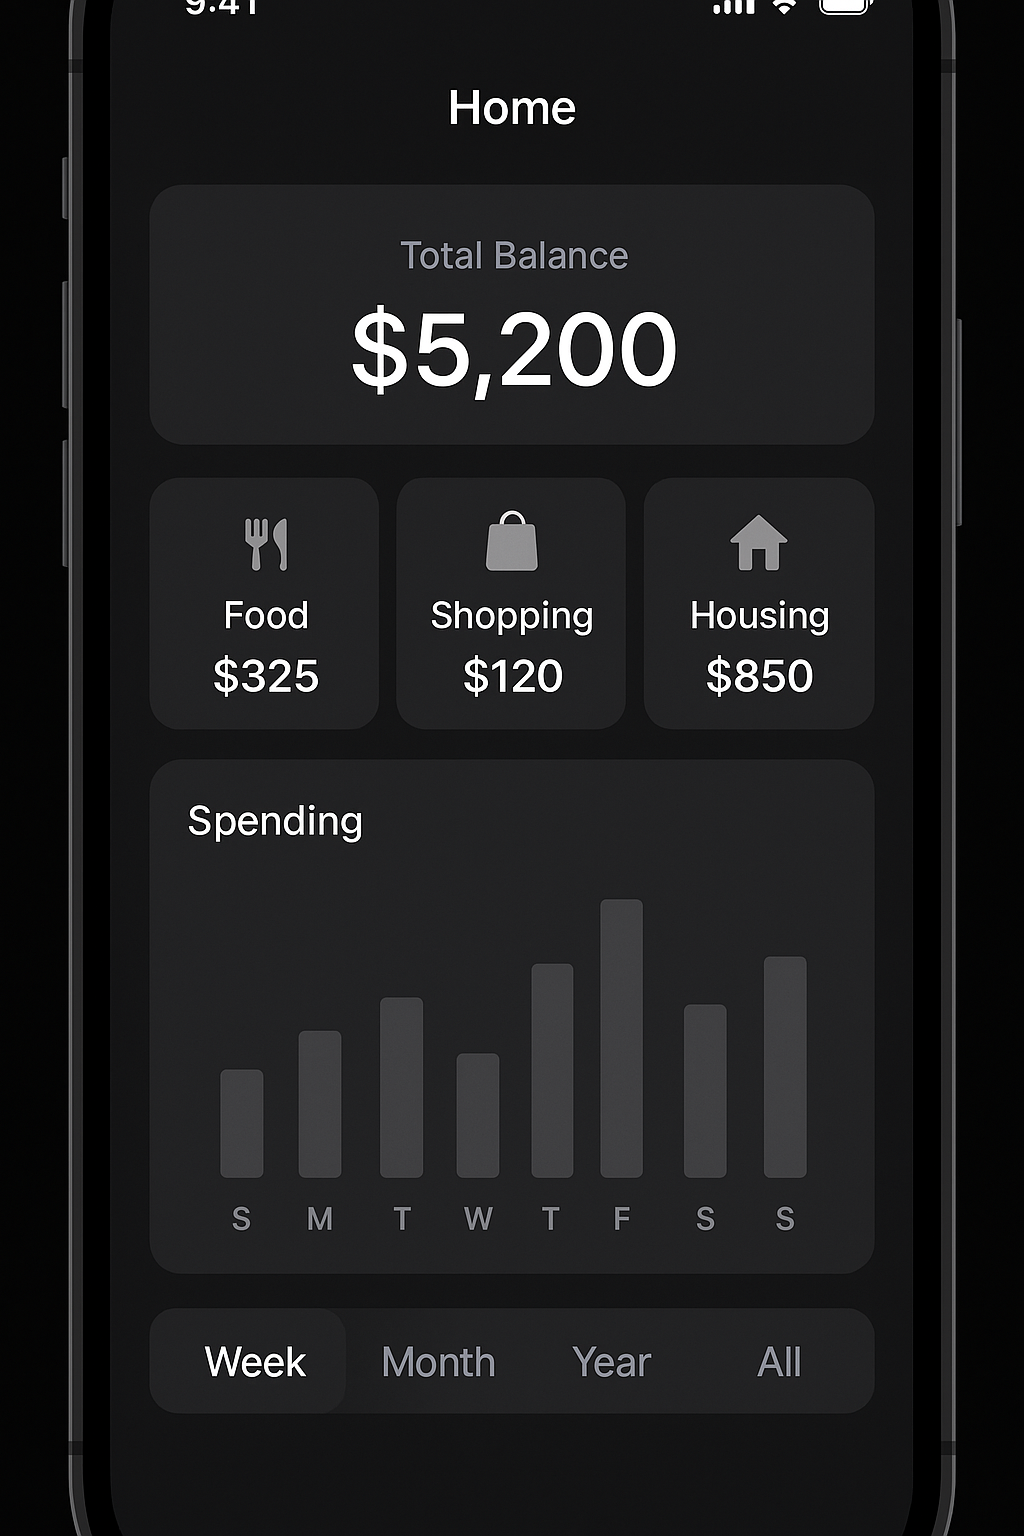 9:41
Home
Total Balance
$5,200
Food
$325
Shopping
$120
Housing
$850
Spending
S M T W T F S S
Week Month Year All